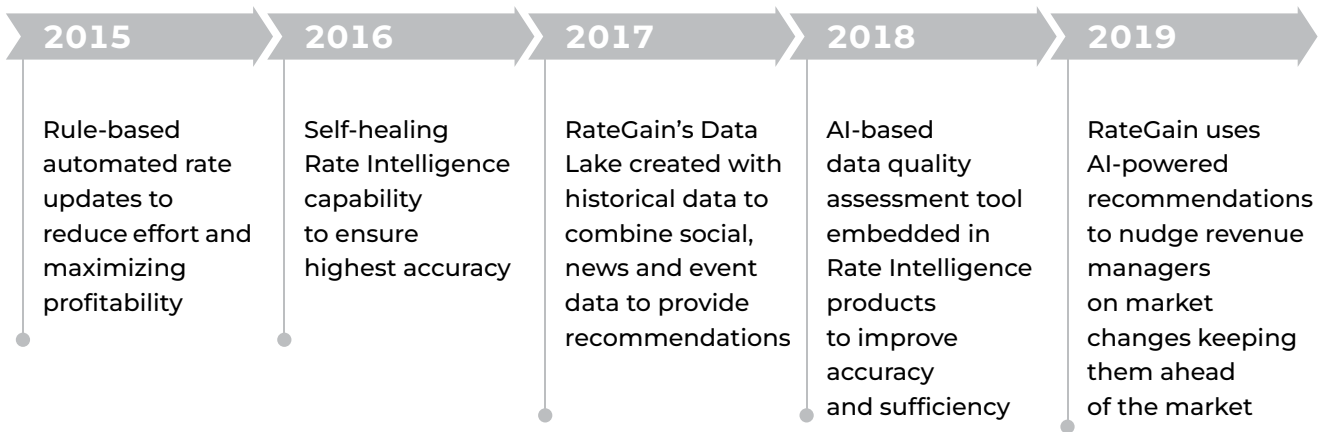 2015
Rule-based
automated rate
updates to
reduce effort and
maximizing
profitability
2016
Self-healing
Rate Intelligence
capability
to ensure
highest accuracy
2017
RateGain’s Data
Lake created with
historical data to
combine social,
news and event
data to provide
recommendations
2018
AI-based
data quality
assessment tool
embedded in
Rate Intelligence
products
to improve
accuracy
and sufficiency
2019
RateGain uses
AI-powered
recommendations
to nudge revenue
managers
on market
changes keeping
them ahead
of the market